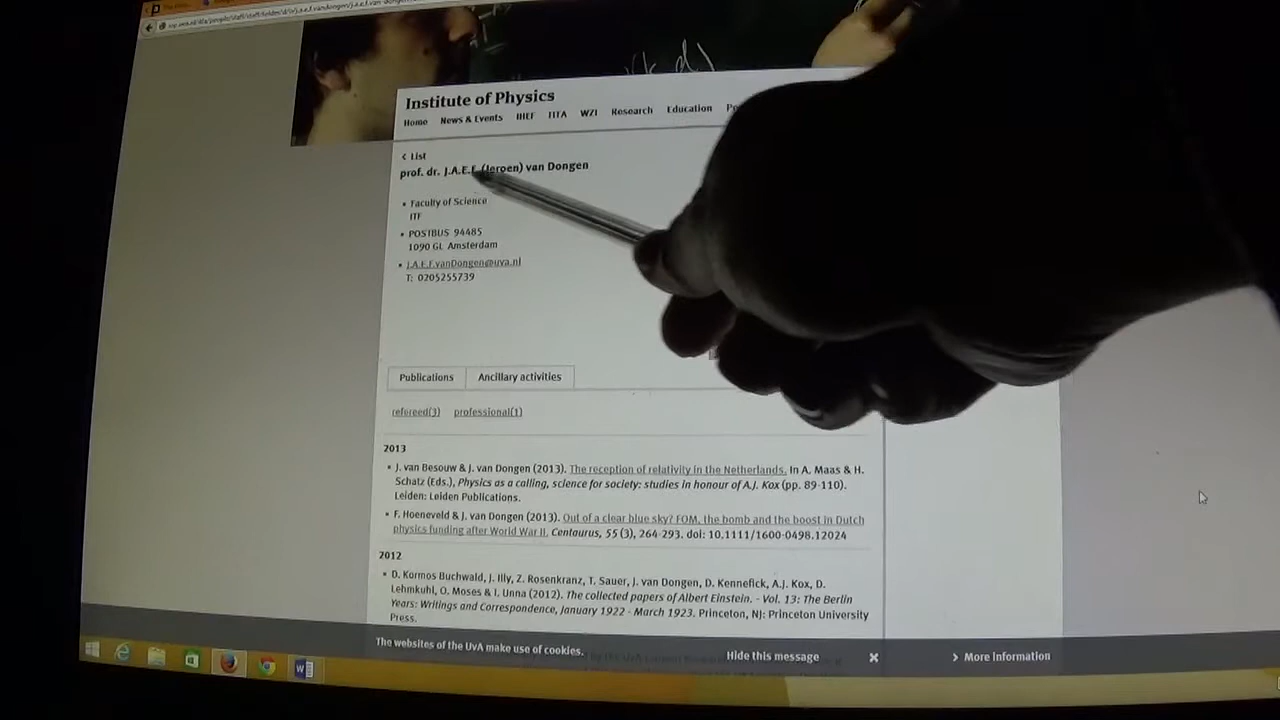 Institute of Physics
Home News & Events IHEF ITFA WZI Research Education
< List
prof. dr. J.A.E.F. (Jeroen) van Dongen
Faculty of Science
ITF
POSTBUS 94485
1090 GL Amsterdam
J.A.E.F.vanDongen@uva.nl
T: 0205255739
Publications Ancillary activities
refereed(3) professional(1)
2013
J. van Besouw & J. van Dongen (2013). The reception of relativity in the Netherlands. In A. Maas & H.
Schatz (Eds.), Physics as a calling, science for society: studies in honour of A.J. Kox (pp. 89-110).
Leiden: Leiden Publications.
F. Hoeneveld & J. van Dongen (2013). Out of a clear blue sky? FOM, the bomb and the boost in Dutch
physics funding after World War II. Centaurus, 55 (3), 264-293. doi: 10.1111/1600-0498.12024
2012
D. Kormos Buchwald, J. Illy, Z. Rosenkranz, T. Sauer, J. van Dongen, D. Kennefick, A.J. Kox, D.
Lehmkuhl, O. Moses & I. Unna (2012). The collected papers of Albert Einstein. - Vol. 13: The Berlin
Years: Writings and Correspondence, January 1922 - March 1923. Princeton, NJ: Princeton University
Press.
The websites of the UvA make use of cookies. Hide this message x > More Information